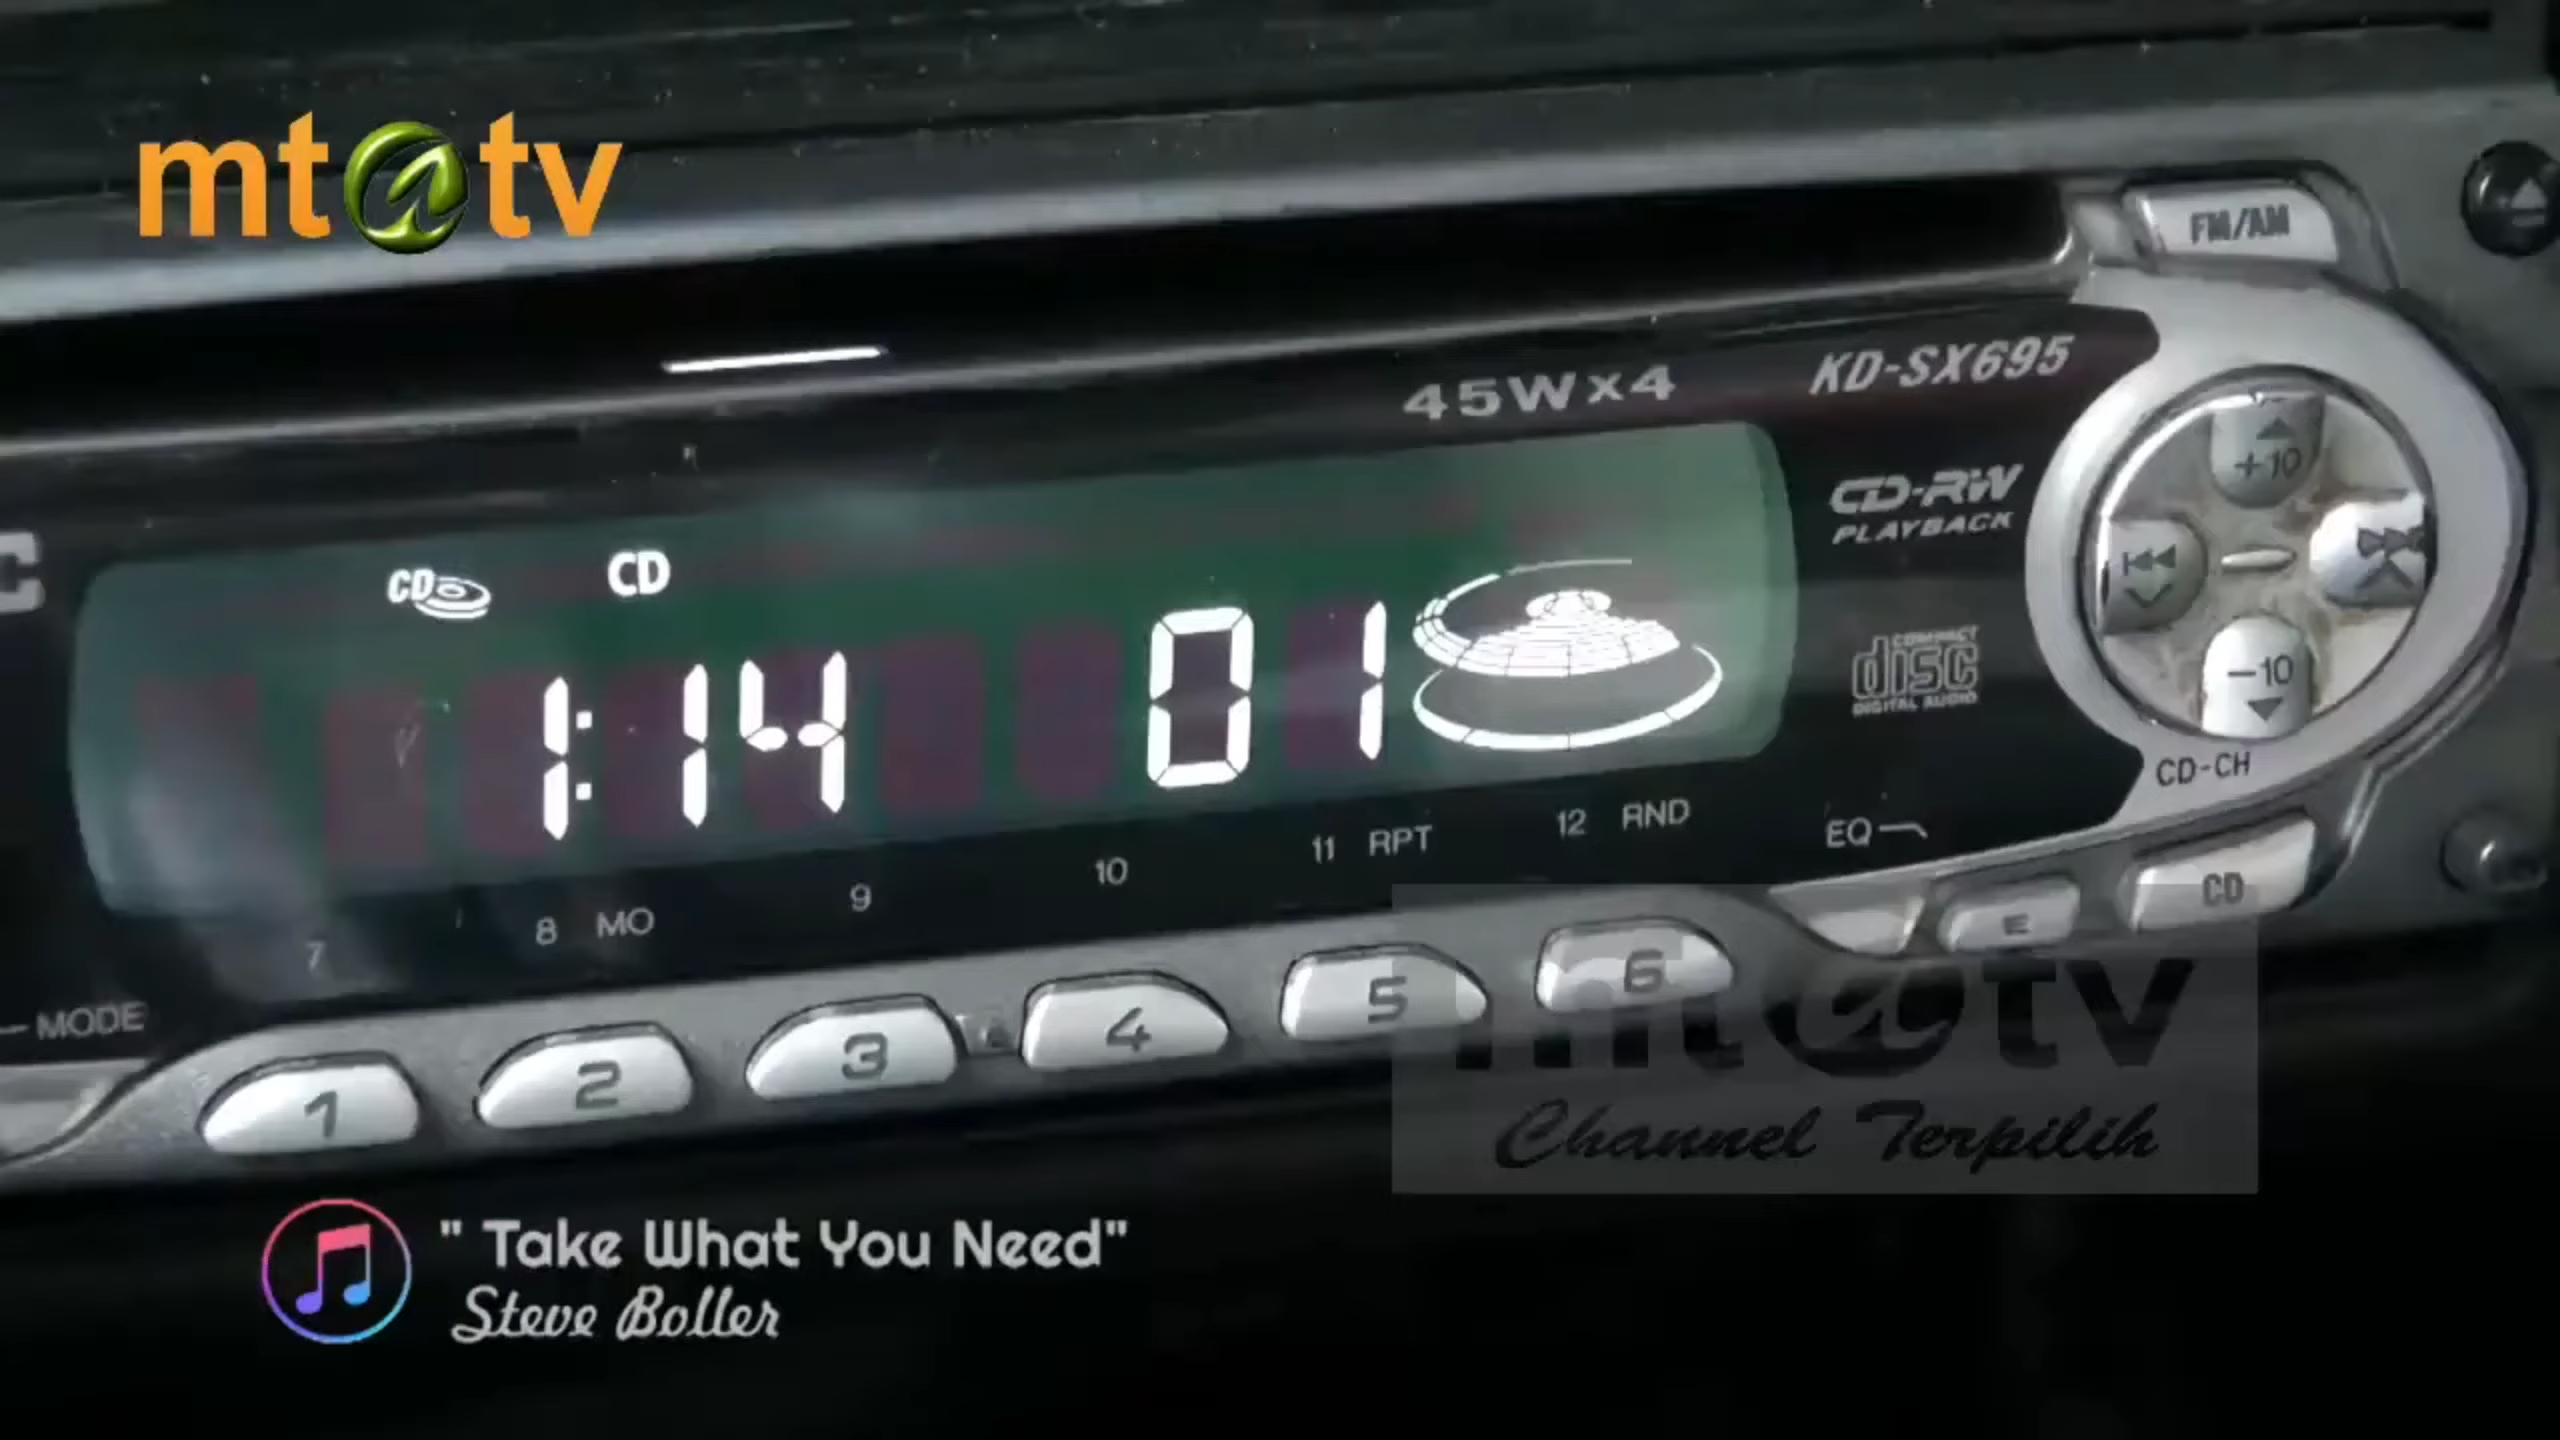 mt@tv
FM/AM
45Wx4
KD-SX695
C
CD-RW
PLAYBACK
+10
-10
CD
CD
1:14
01
COMPACT
disc
DIGITAL AUDIO
CD-CH
7
8 MO
9
10
11 RPT
12 RND
EQ
CD
MODE
1
2
3
4
5
6
E
mt@tv
Channel Terpilih
" Take What You Need"
Steve Boller